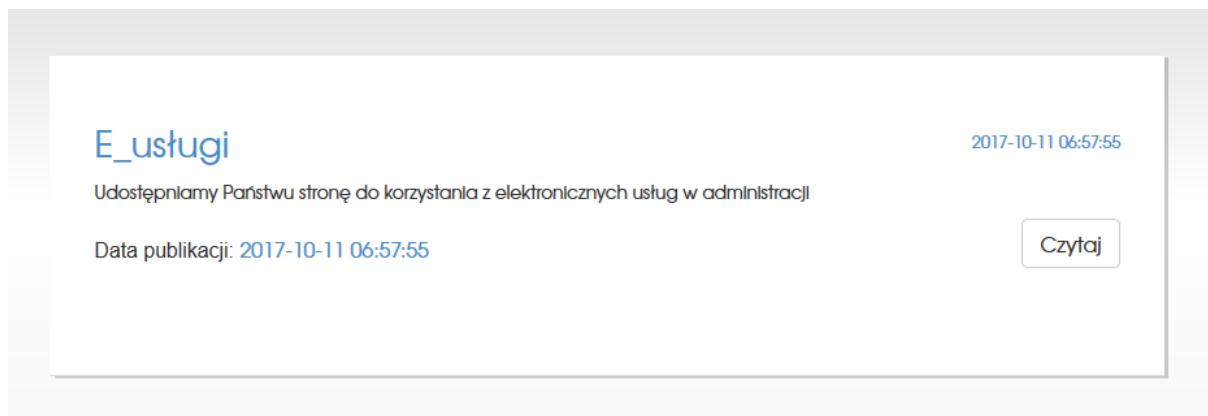 E_usługi
2017-10-11 06:57:55
Udostępniamy Państwu stronę do korzystania z elektronicznych usług w administracji
Data publikacji: 2017-10-11 06:57:55
Czytaj